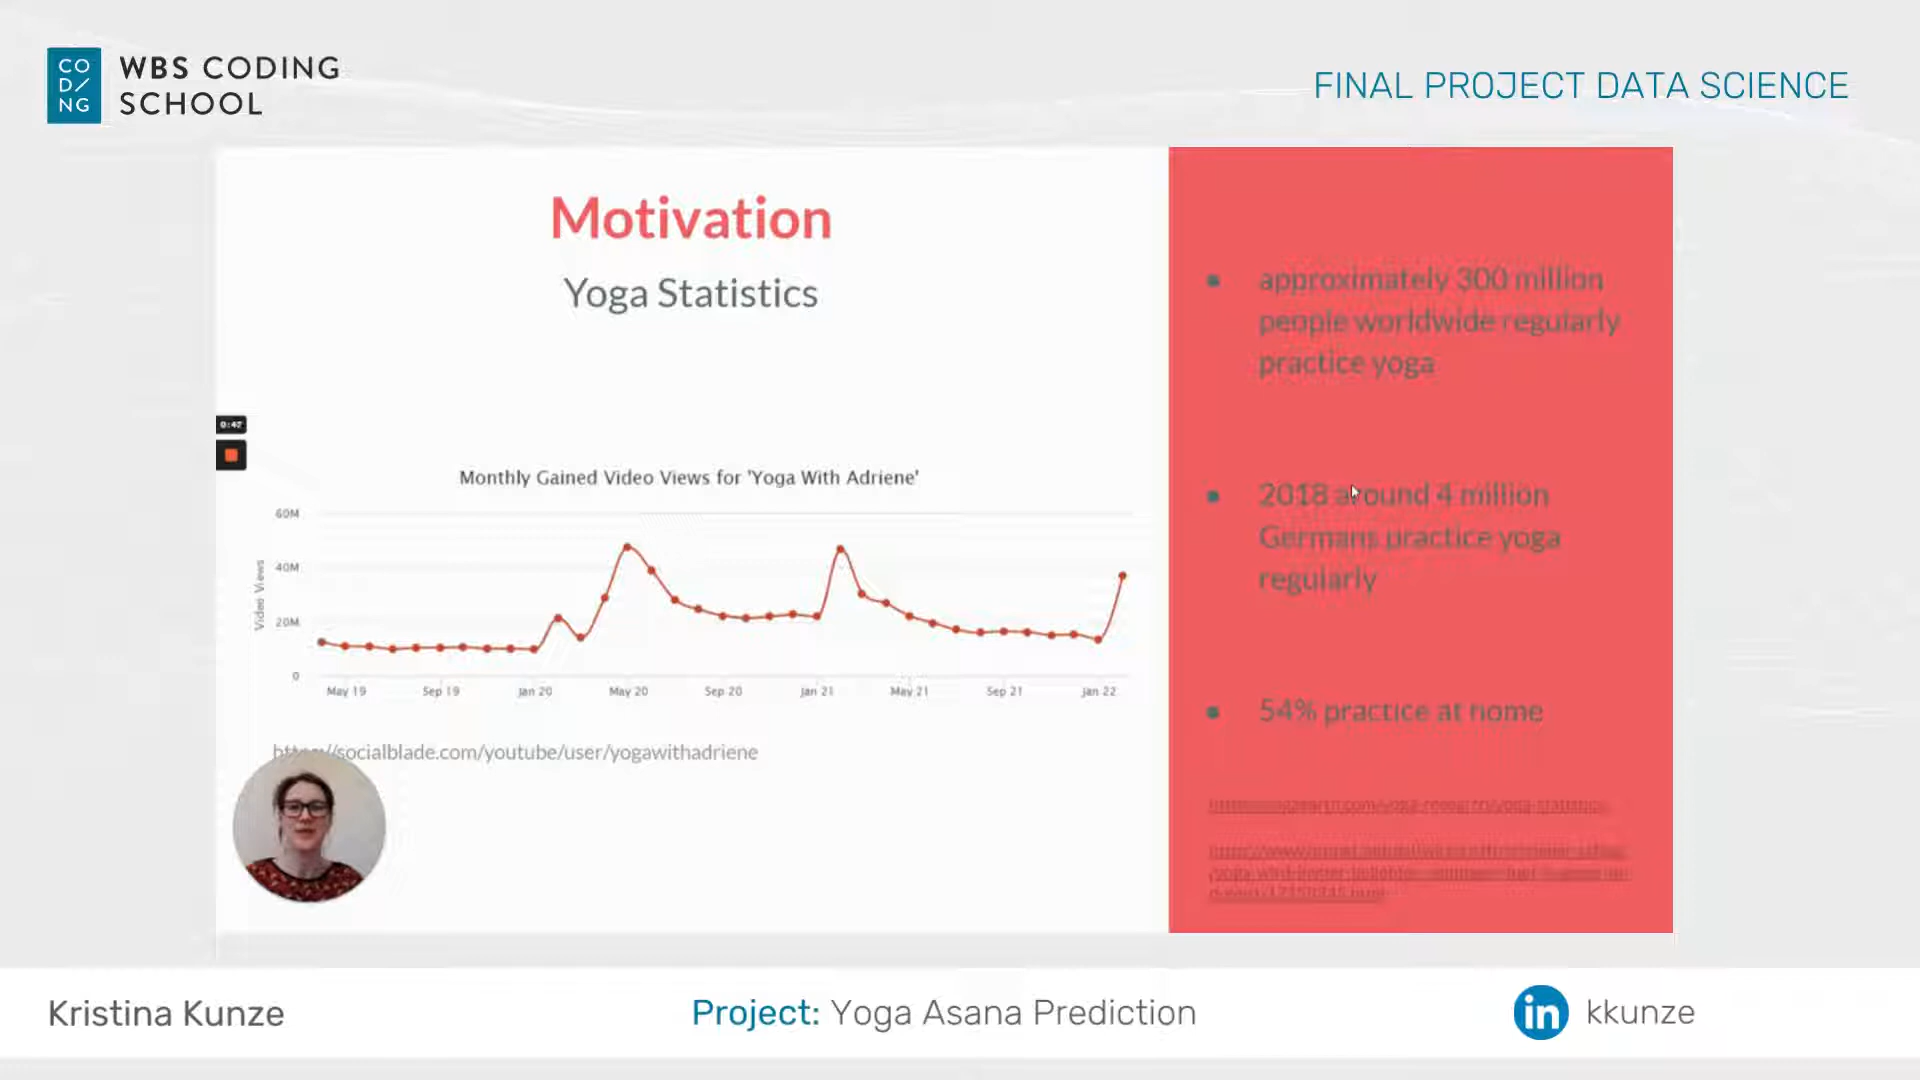 CO
D/
NG
WBS CODING
SCHOOL
FINAL PROJECT DATA SCIENCE
Motivation
Yoga Statistics
0:47
Monthly Gained Video Views for 'Yoga With Adriene'
Video Views
60M
40M
20M
0
May 19
Sep 19
Jan 20
May 20
Sep 20
Jan 21
May 21
Sep 21
Jan 22
socialblade.com/youtube/user/yogawithadriene
• approximately 300 million
people worldwide regularly
practice yoga
• 2018 around 4 million
Germans practice yoga
regularly
• 54% practice at home
Kristina Kunze
Project: Yoga Asana Prediction
in kkunze